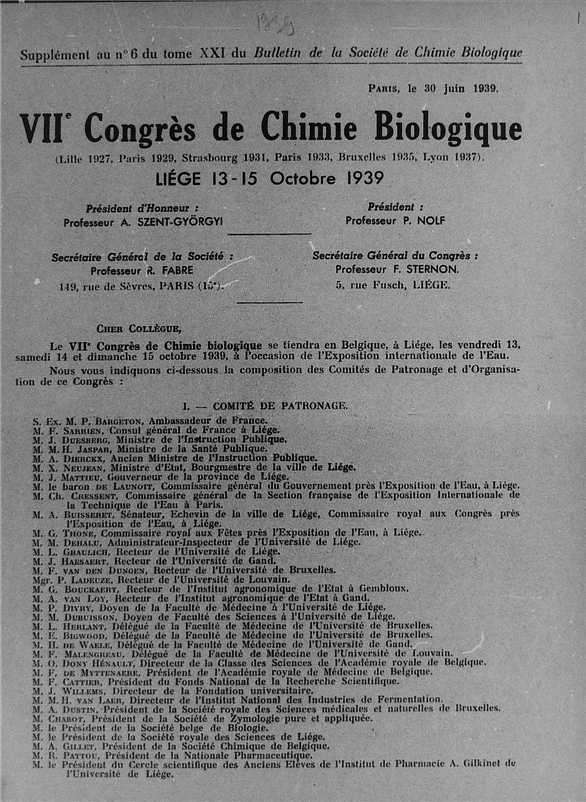 1939
Supplément au n° 6 du tome XXI du Bulletin de la Société de Chimie Biologique
PARIS, le 30 juin 1939.
VIIe Congrès de Chimie Biologique
(Lille 1927, Paris 1929, Strasbourg 1931, Paris 1933, Bruxelles 1935, Lyon 1937).
LIÉGE 13-15 Octobre 1939
Président d'Honneur :
Professeur A. SZENT-GYÖRGYI
Président :
Professeur P. NOLF
Secrétaire Général de la Société :
Professeur R. FABRE
149, rue de Sèvres, PARIS (15e).
Secrétaire Général du Congrès :
Professeur F. STERNON.
5, rue Fusch, LIÉGE.
CHER COLLÈGUE,
Le VIIe Congrès de Chimie biologique se tiendra en Belgique, à Liége, les vendredi 13,
samedi 14 et dimanche 15 octobre 1939, à l'occasion de l'Exposition internationale de l'Eau.
Nous vous indiquons ci-dessous la composition des Comités de Patronage et d'Organisa-
tion de ce Congrès :
I. — COMITÉ DE PATRONAGE.
S. Ex. M. P. BARGETON, Ambassadeur de France.
M. F. SARRIEN, Consul général de France à Liége.
M. J. DUESBERG, Ministre de l'Instruction Publique.
M. M. H. JASPAR, Ministre de la Santé Publique.
M. A. DIERCKX, Ancien Ministre de l'Instruction Publique.
M. X. NEUJEAN, Ministre d'Etat, Bourgmestre de la ville de Liége.
M. J. MATTIEU, Gouverneur de la province de Liége.
M. le baron DE LAUNOIT, Commissaire général du Gouvernement près l'Exposition de l'Eau, à Liége.
M. Ch. CRESSENT, Commissaire général de la Section française de l'Exposition Internationale de
la Technique de l'Eau à Paris.
M. A. BUISSERET, Sénateur, Echevin de la ville de Liége, Commissaire royal aux Congrès près
l'Exposition de l'Eau, à Liége.
M. G. THONE, Commissaire royal aux Fêtes près l'Exposition de l'Eau, à Liége.
M. M. DEHALU, Administrateur-Inspecteur de l'Université de Liége.
M. L. GRAULICH, Recteur de l'Université de Liége.
M. J. HAESAERT, Recteur de l'Université de Gand.
M. F. VAN DEN DUNGEN, Recteur de l'Université de Bruxelles.
Mgr. P. LADEUZE, Recteur de l'Université de Louvain.
M. G. BOUCKAERT, Recteur de l'Institut agronomique de l'Etat à Gembloux.
M. A. VAN LOY, Recteur de l'Institut agronomique de l'Etat à Gand.
M. P. DIVRY, Doyen de la Faculté de Médecine à l'Université de Liége.
M. M. DUBUISSON, Doyen de Faculté des Sciences à l'Université de Liége.
M. L. HERLANT, Délégué de la Faculté de Médecine de l'Université de Bruxelles.
M. E. BIGWOOD, Délégué de la Faculté de Médecine de l'Université de Bruxelles.
M. H. DE WAELE, Délégué de la Faculté de Médecine de l'Université de Gand.
M. F. MALENGREAU, Délégué de la Faculté de Médecine de l'Université de Louvain.
M. O. DONY HÉNAULT, Directeur de la Classe des Sciences de l'Académie royale de Belgique.
M. F. DE MYTTENAERE, Président de l'Académie royale de Médecine de Belgique.
M. F. CATTIER, Président du Fonds National de la Recherche Scientifique.
M. J. WILLEMS, Directeur de la Fondation universitaire.
M. M. H. VAN LAER, Directeur de l'Institut National des Industries de Fermentation.
M. A. DUSTIN, Président de la Société royale des Sciences médicales et naturelles de Bruxelles.
M. CHABOT, Président de la Société de Zymologie pure et appliquée.
M. le Président de la Société belge de Biologie.
M. le Président de la Société royale des Sciences de Liége.
M. A. GILLET, Président de la Société Chimique de Belgique.
M. R. PATTOU, Président de la Nationale Pharmaceutique.
M. le Président du Cercle scientifique des Anciens Elèves de l'Institut de Pharmacie A. Gilkinet de
l'Université de Liége.